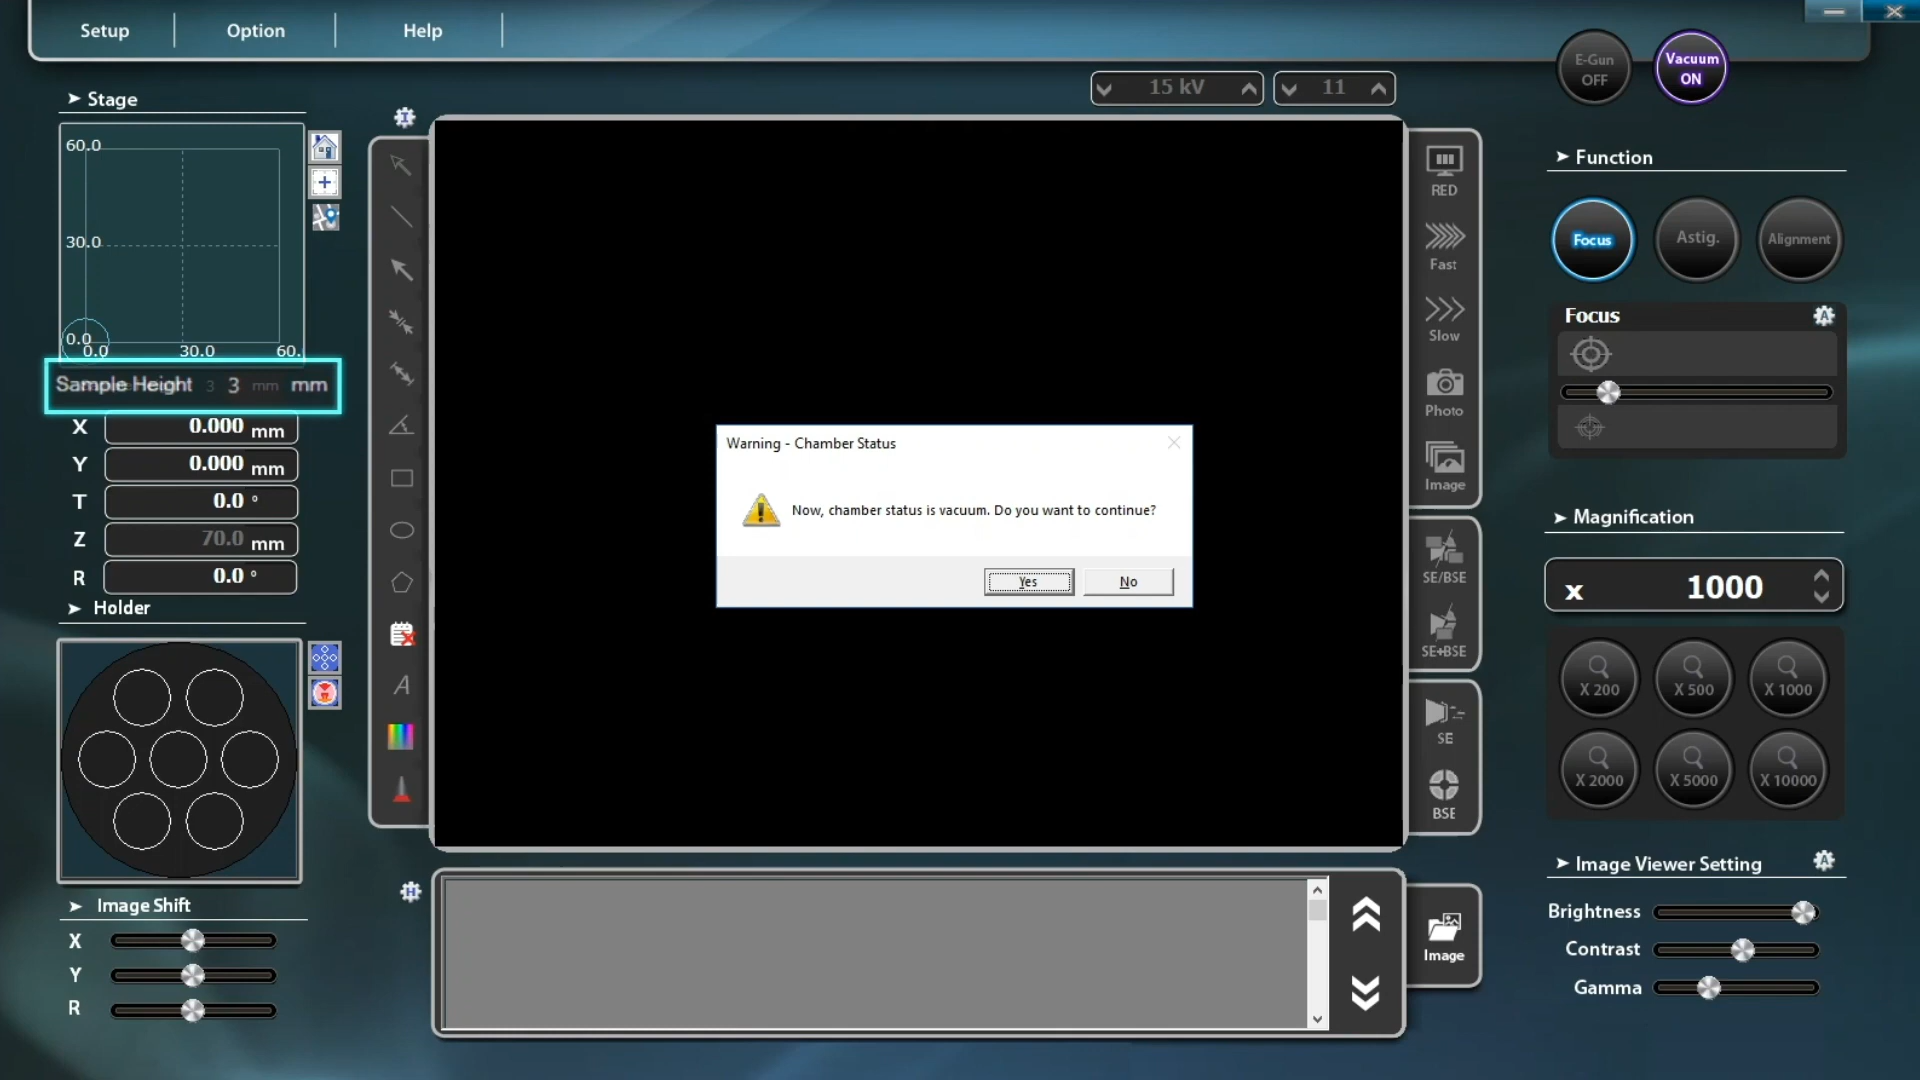 Setup
Option
Help
E-Gun
OFF
Vacuum
ON
15 kV
11
Stage
60.0
30.0
0.0
0.0
30.0
60.
Sample Height 3 3 mm mm
X 0.000 mm
Y 0.000 mm
T 0.0 °
Z 70.0 mm
R 0.0 °
Holder
Image Shift
X
Y
R
A
Warning - Chamber Status
Now, chamber status is vacuum. Do you want to continue?
Yes
No
RED
Fast
Slow
Photo
Image
SE/BSE
SE+BSE
SE
BSE
Image
Function
Focus
Astig.
Alignment
Focus
Magnification
x 1000
X 200
X 500
X 1000
X 2000
X 5000
X 10000
Image Viewer Setting
Brightness
Contrast
Gamma